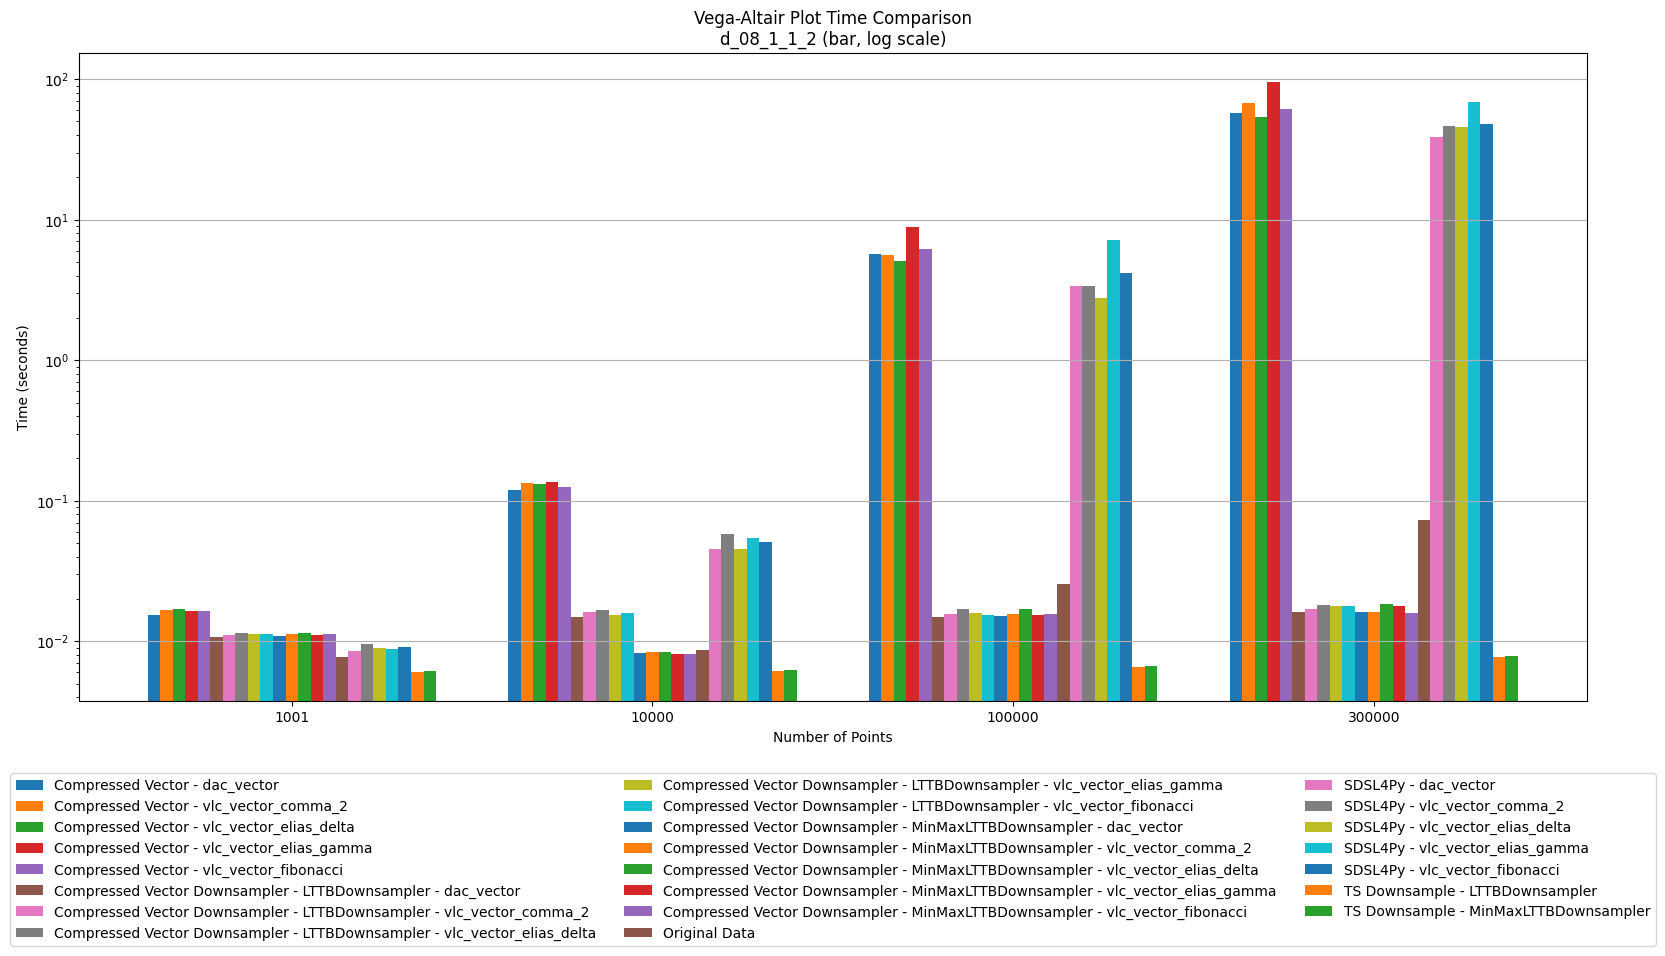 Vega-Altair Plot Time Comparison
d_08_1_1_2 (bar, log scale)
Time (seconds)
10²
10¹
10⁰
10⁻¹
10⁻²
1001 10000 100000 300000
Number of Points
Compressed Vector - dac_vector
Compressed Vector - vlc_vector_comma_2
Compressed Vector - vlc_vector_elias_delta
Compressed Vector - vlc_vector_elias_gamma
Compressed Vector - vlc_vector_fibonacci
Compressed Vector Downsampler - LTTBDownsampler - dac_vector
Compressed Vector Downsampler - LTTBDownsampler - vlc_vector_comma_2
Compressed Vector Downsampler - LTTBDownsampler - vlc_vector_elias_delta
Compressed Vector Downsampler - LTTBDownsampler - vlc_vector_elias_gamma
Compressed Vector Downsampler - LTTBDownsampler - vlc_vector_fibonacci
Compressed Vector Downsampler - MinMaxLTTBDownsampler - dac_vector
Compressed Vector Downsampler - MinMaxLTTBDownsampler - vlc_vector_comma_2
Compressed Vector Downsampler - MinMaxLTTBDownsampler - vlc_vector_elias_delta
Compressed Vector Downsampler - MinMaxLTTBDownsampler - vlc_vector_elias_gamma
Compressed Vector Downsampler - MinMaxLTTBDownsampler - vlc_vector_fibonacci
Original Data
SDSL4Py - dac_vector
SDSL4Py - vlc_vector_comma_2
SDSL4Py - vlc_vector_elias_delta
SDSL4Py - vlc_vector_elias_gamma
SDSL4Py - vlc_vector_fibonacci
TS Downsample - LTTBDownsampler
TS Downsample - MinMaxLTTBDownsampler